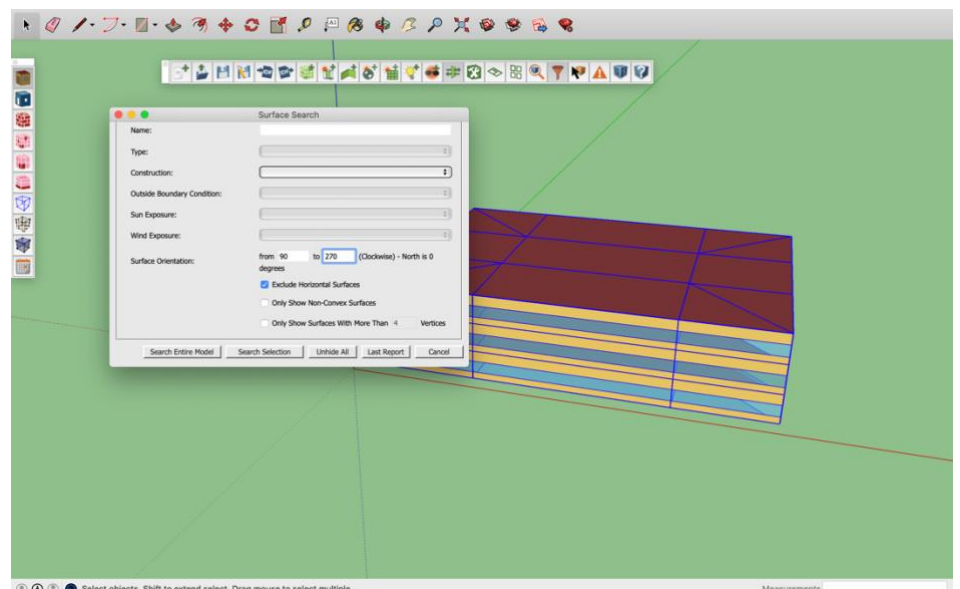 Surface Search
Name:
Type:
Construction:
Outside Boundary Condition:
Sun Exposure:
Wind Exposure:
Surface Orientation:
from 90 to 270 (Clockwise) - North is 0
degrees
Exclude Horizontal Surfaces
Only Show Non-Convex Surfaces
Only Show Surfaces With More Than 4 Vertices
Search Entire Model Search Selection Unhide All Last Report Cancel
Select objects. Shift to extend select. Drag mouse to select multiple.
Measurements